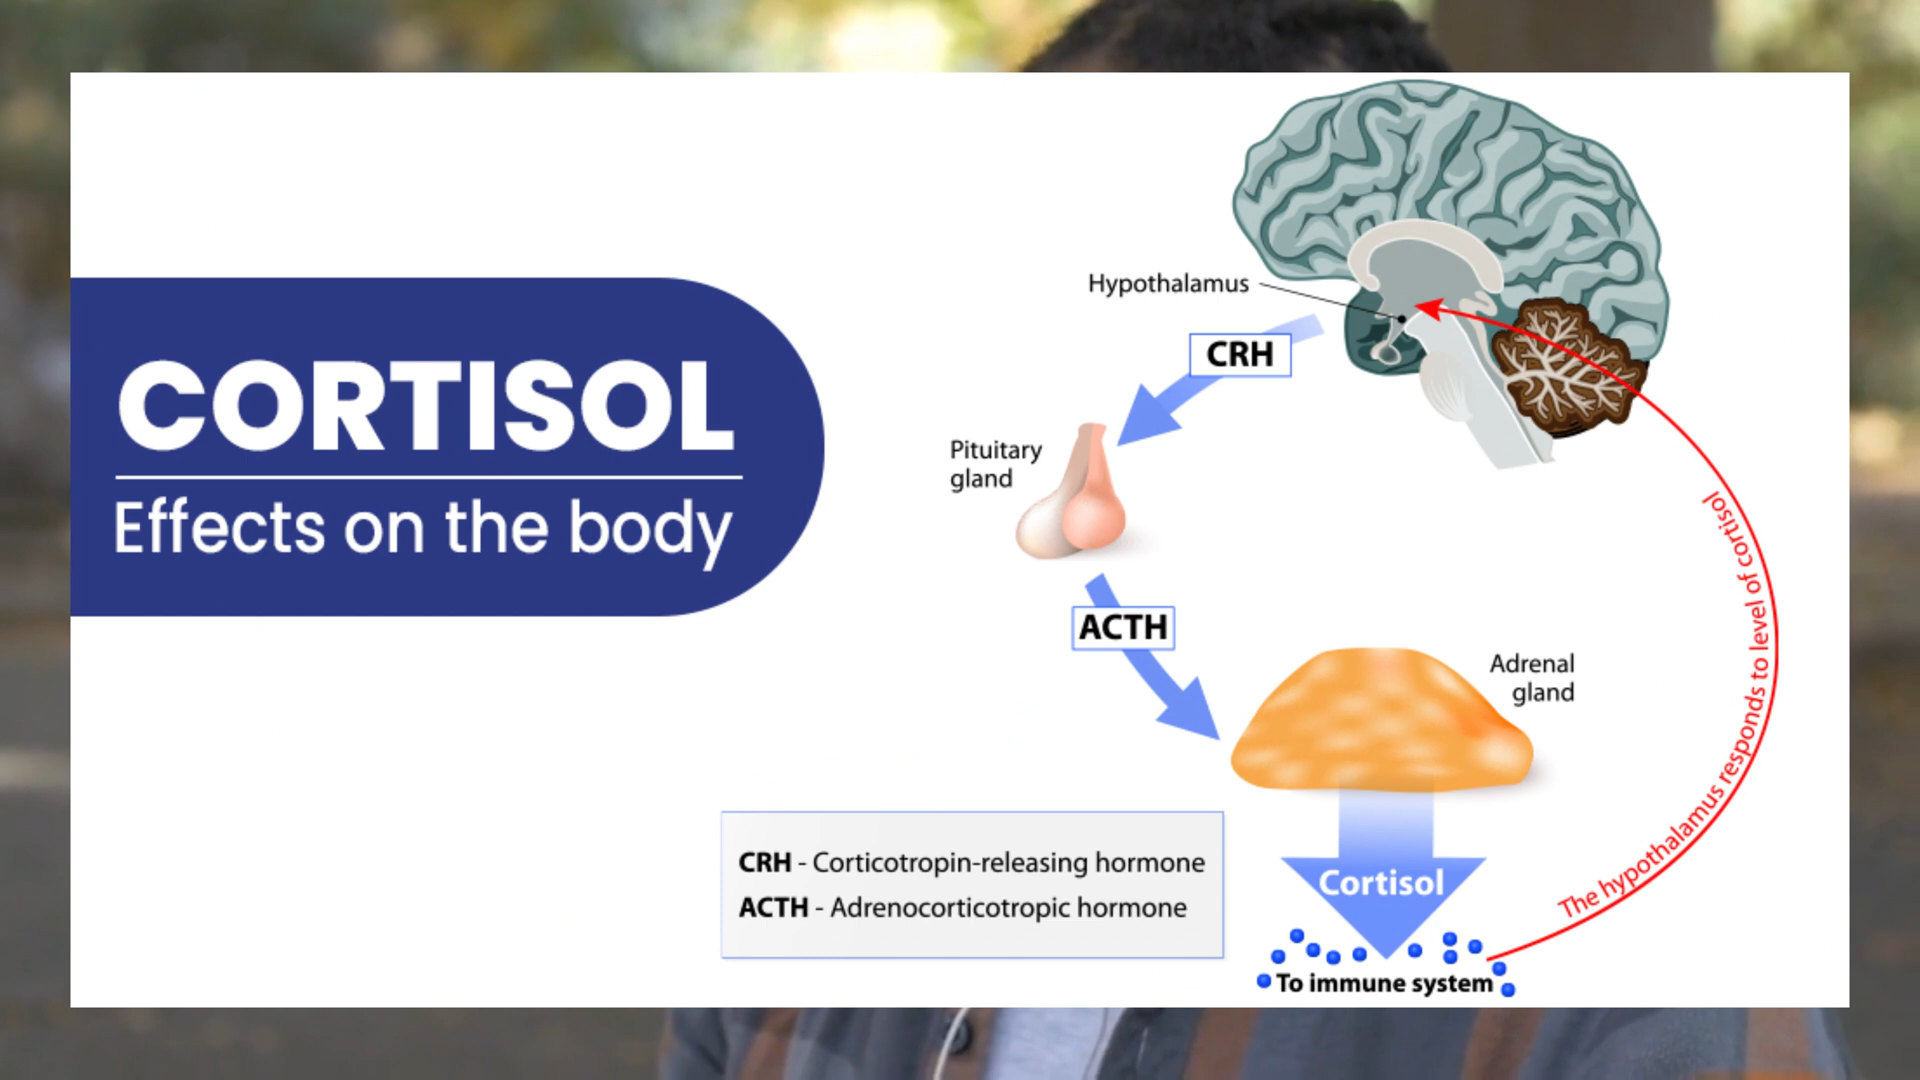 CORTISOL
Effects on the body
Hypothalamus
CRH
Pituitary
gland
ACTH
Adrenal
gland
Cortisol
To immune system
The hypothalamus responds to level of cortisol
CRH - Corticotropin-releasing hormone
ACTH - Adrenocorticotropic hormone